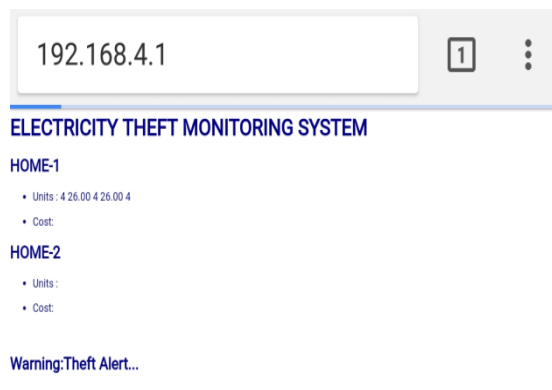 192.168.4.1
1
ELECTRICITY THEFT MONITORING SYSTEM
HOME-1
• Units : 4 26.00 4 26.00 4
• Cost:
HOME-2
• Units :
• Cost:
Warning:Theft Alert...